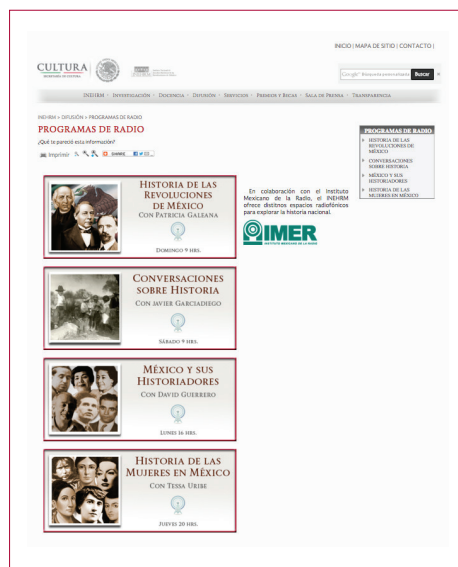 INICIO | MAPA DE SITIO | CONTACTO |
CULTURA
SECRETARÍA DE CULTURA
Google
Buscar
INEHRM · INVESTIGACIÓN · DOCENCIA · DIFUSIÓN · SERVICIOS · PREMIOS Y BECAS · SALA DE PRENSA · TRANSPARENCIA
INEHRM » DIFUSIÓN » PROGRAMAS DE RADIO
PROGRAMAS DE RADIO
¿Qué te pareció esta información?
Imprimir
SHARE
HISTORIA DE LAS
REVOLUCIONES
DE MÉXICO
CON PATRICIA GALEANA
DOMINGO 9 HRS.
CONVERSACIONES
SOBRE HISTORIA
CON JAVIER GARCIADIEGO
SÁBADO 9 HRS.
MÉXICO Y SUS
HISTORIADORES
CON DAVID GUERRERO
LUNES 16 HRS.
HISTORIA DE LAS
MUJERES EN MÉXICO
CON TESSA URIBE
JUEVES 20 HRS.
En colaboración con el Instituto
Mexicano de la Radio, el INEHRM
ofrece distintos espacios radiofónicos
para explorar la historia nacional.
IMER
INSTITUTO MEXICANO DE LA RADIO
PROGRAMAS DE RADIO
HISTORIA DE LAS
REVOLUCIONES DE
MÉXICO
CONVERSACIONES
SOBRE HISTORIA
MÉXICO Y SUS
HISTORIADORES
HISTORIA DE LAS
MUJERES EN MÉXICO